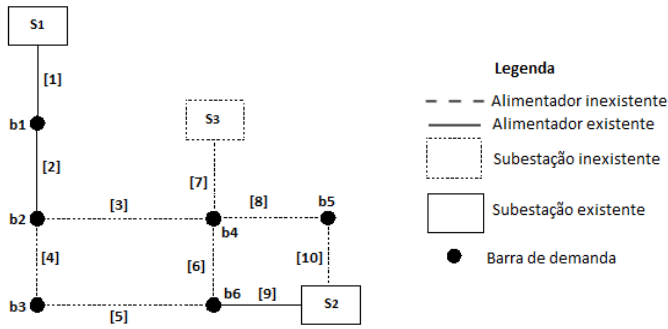 S1
[1]
b1
[2]
S3
[7]
b2
[3]
b4
[8]
b5
[4]
[6]
[10]
b3
[5]
b6
[9]
S2
Legenda
Alimentador inexistente
Alimentador existente
Subestação inexistente
Subestação existente
Barra de demanda